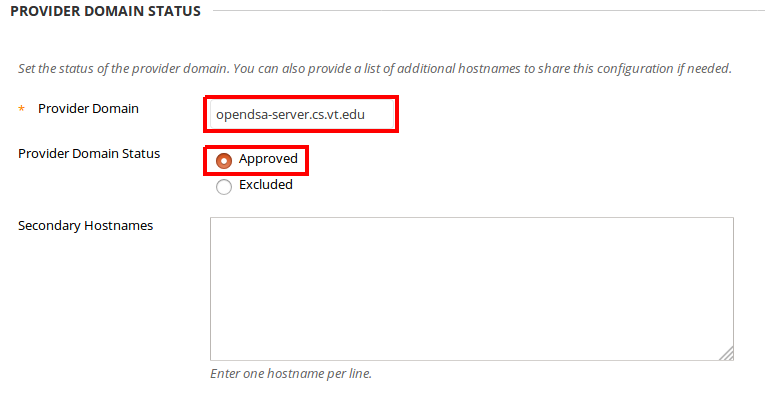 PROVIDER DOMAIN STATUS
Set the status of the provider domain. You can also provide a list of additional hostnames to share this configuration if needed.
* Provider Domain opendsa-server.cs.vt.edu
Provider Domain Status Approved
Excluded
Secondary Hostnames
Enter one hostname per line.